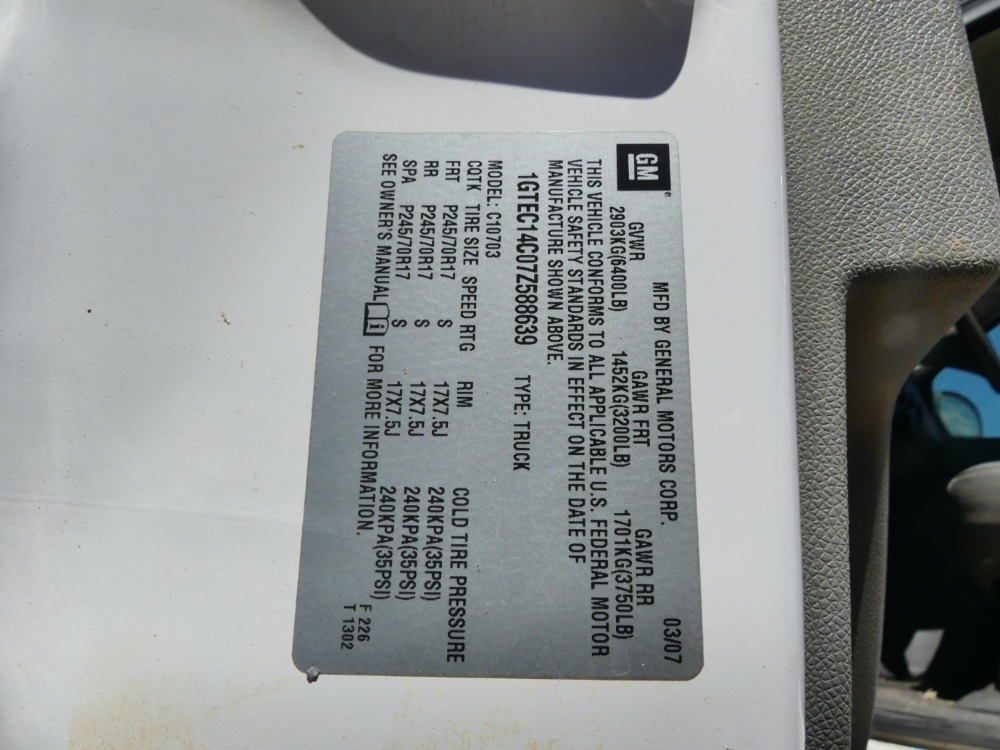 GM MFD BY GENERAL MOTORS CORP. 03/07
GVWR GAWR FRT GAWR RR
2903KG(6400LB) 1452KG(3200LB) 1701KG(3750LB)
THIS VEHICLE CONFORMS TO ALL APPLICABLE U.S. FEDERAL MOTOR
VEHICLE SAFETY STANDARDS IN EFFECT ON THE DATE OF
MANUFACTURE SHOWN ABOVE.
1GTEC14C07Z588639 TYPE: TRUCK
MODEL: C10703
CQTK TIRE SIZE SPEED RTG RIM COLD TIRE PRESSURE
FRT P245/70R17 S 17X7.5J 240KPA(35PSI)
RR P245/70R17 S 17X7.5J 240KPA(35PSI)
SPA P245/70R17 S 17X7.5J 240KPA(35PSI)
SEE OWNER'S MANUAL i FOR MORE INFORMATION.
F 226
T 1302